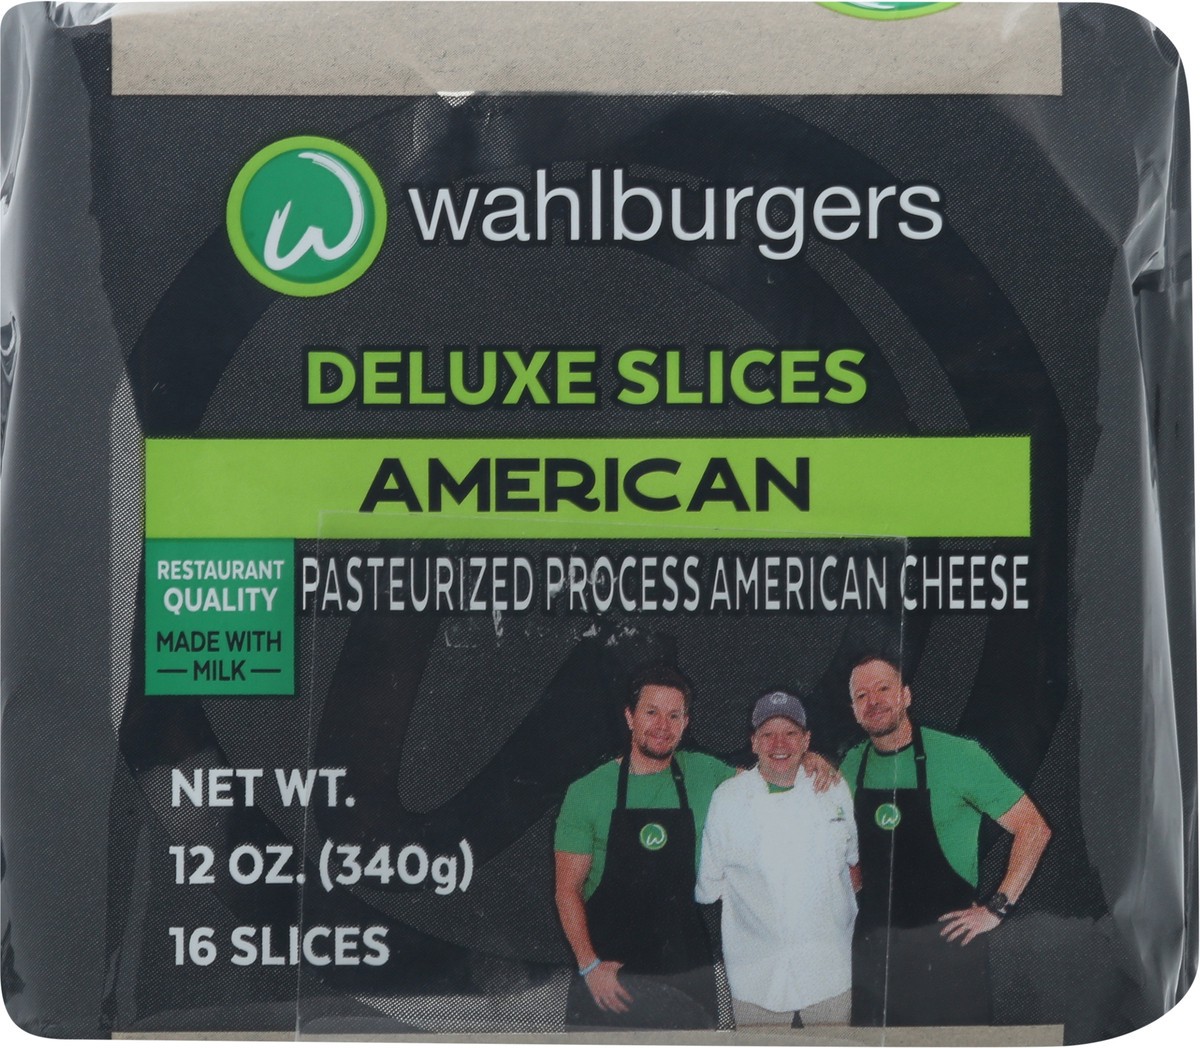 wahlburgers
DELUXE SLICES
AMERICAN
RESTAURANT
QUALITY
MADE WITH
MILK
PASTEURIZED PROCESS AMERICAN CHEESE
NET WT.
12 OZ. (340g)
16 SLICES